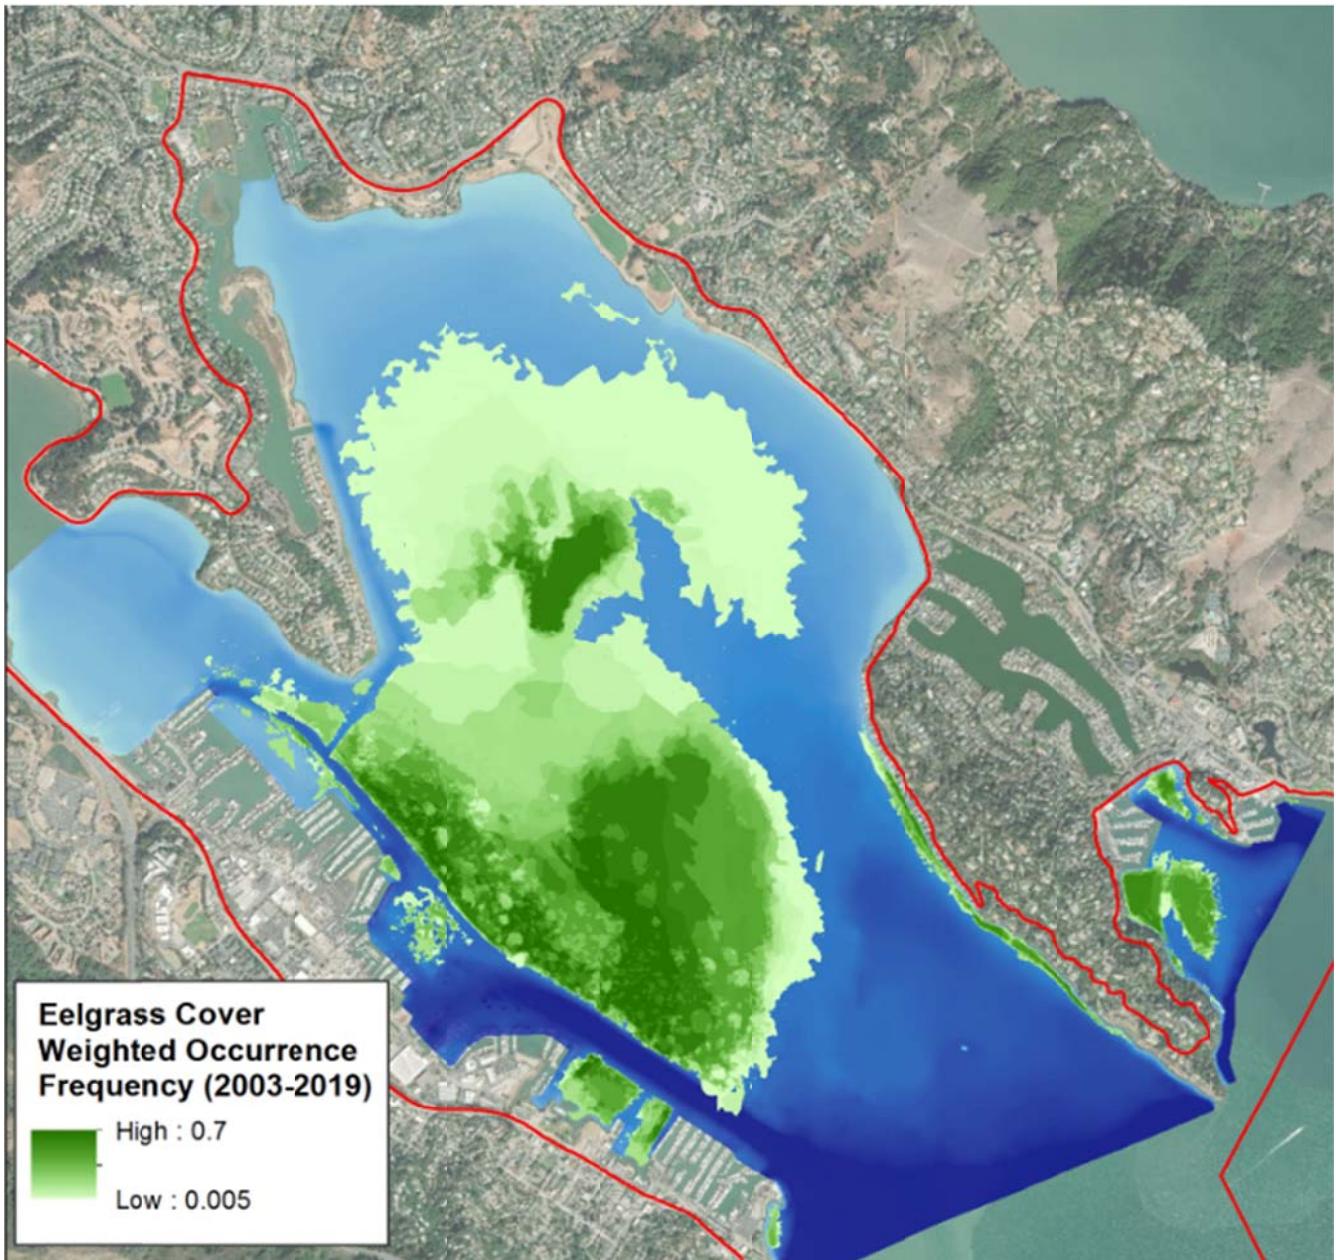 Eelgrass Cover
Weighted Occurrence
Frequency (2003-2019)
High : 0.7
Low : 0.005